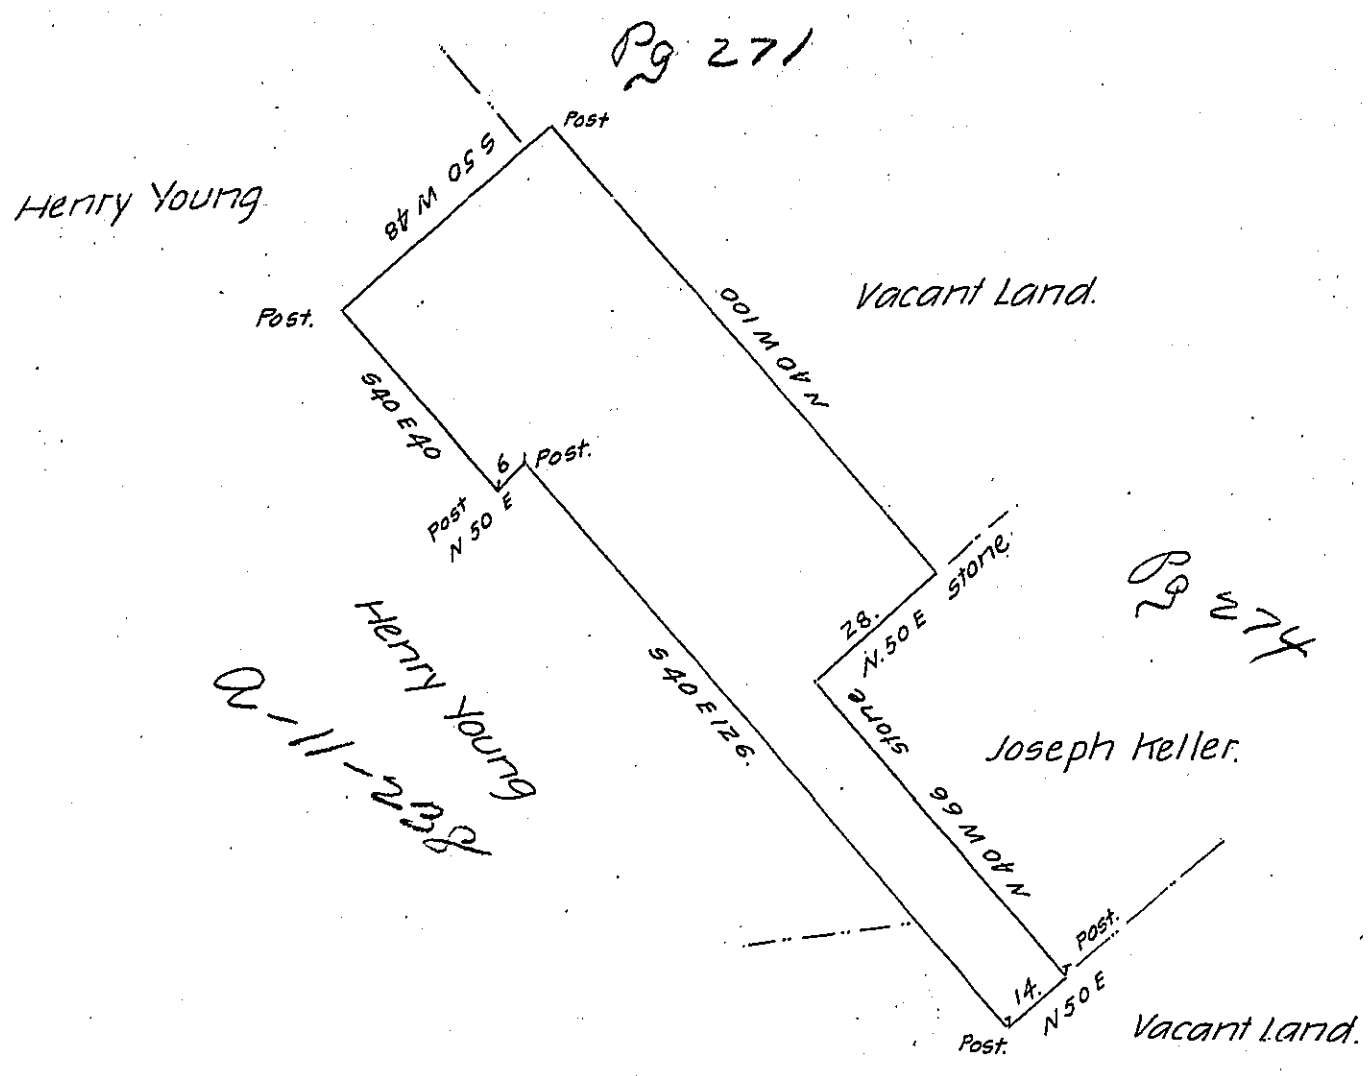 Pg 271
Post
S 50 W 48
Henry Young
Vacant Land.
Post.
N 40 W 100
S 40 E 40
6
Post.
Post
N 50 E
Stone.
28.
N. 50 E
Pg 274
Henry Young
S 40 E 126.
stone
a-11-238
Joseph Keller.
N 40 W 66
Post.
14.
N 50 E
Post.
Vacant Land.